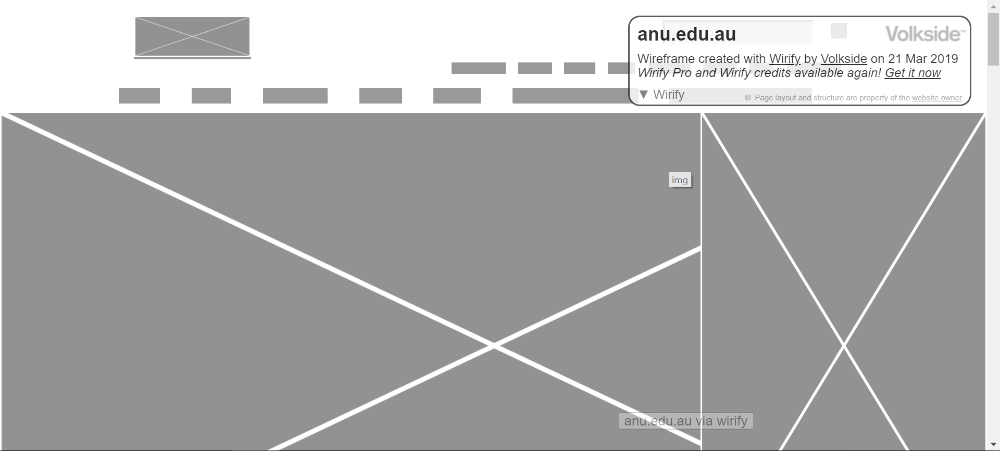 anu.edu.au
Volkside™
Wireframe created with Wirify by Volkside on 21 Mar 2019
Wirify Pro and Wirify credits available again! Get it now
▼ Wirify
© Page layout and structure are property of the website owner
img
anu.edu.au via wirify